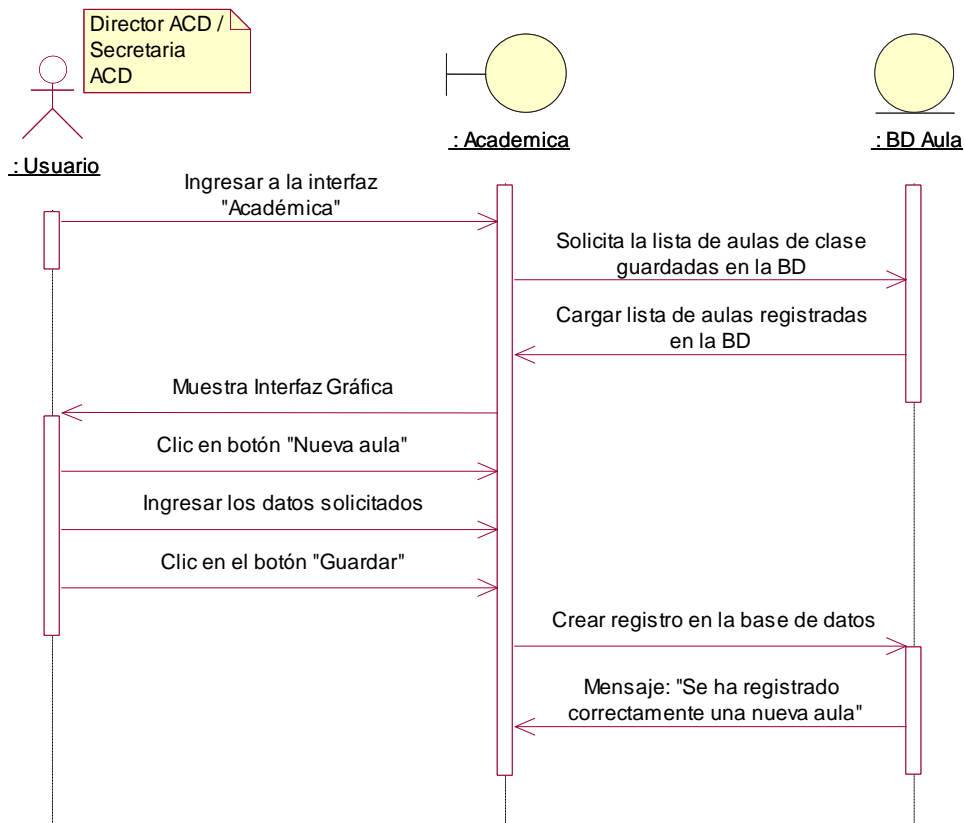 Director ACD /
Secretaria
ACD
: Usuario
: Academica
: BD Aula
Ingresar a la interfaz
"Académica"
Solicita la lista de aulas de clase
guardadas en la BD
Cargar lista de aulas registradas
en la BD
Muestra Interfaz Gráfica
Clic en botón "Nueva aula"
Ingresar los datos solicitados
Clic en el botón "Guardar"
Crear registro en la base de datos
Mensaje: "Se ha registrado
correctamente una nueva aula"